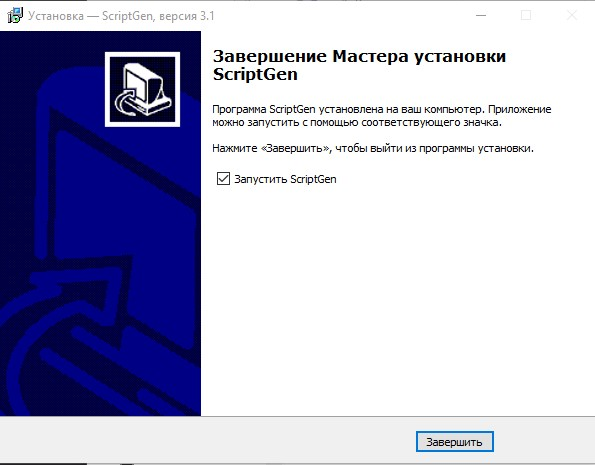 Установка — ScriptGen, версия 3.1
Завершение Мастера установки
ScriptGen
Программа ScriptGen установлена на ваш компьютер. Приложение
можно запустить с помощью соответствующего значка.
Нажмите «Завершить», чтобы выйти из программы установки.
Запустить ScriptGen
Завершить